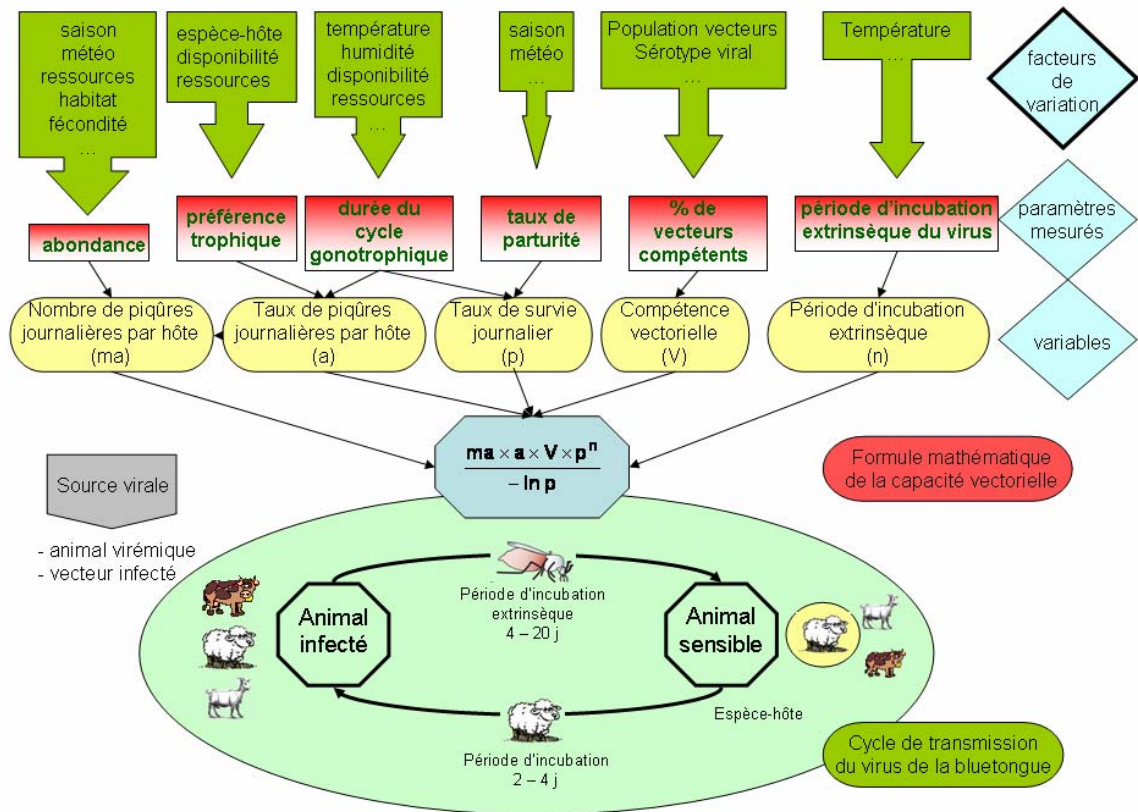 saison
météo
ressources
habitat
fécondité
...
espèce-hôte
disponibilité
ressources
...
température
humidité
disponibilité
ressources
...
saison
météo
...
Population vecteurs
Sérotype viral
...
Température
...
facteurs
de
variation
abondance
préférence
trophique
durée du
cycle
gonotrophique
taux de
parturité
% de
vecteurs
compétents
période d'incubation
extrinsèque du virus
paramètres
mesurés
Nombre de piqûres
journalières par hôte
(ma)
Taux de piqûres
journalières par hôte
(a)
Taux de survie
journalier
(p)
Compétence
vectorielle
(V)
Période d'incubation
extrinsèque
(n)
variables
ma × a × V × pⁿ
– ln p
Formule mathématique
de la capacité vectorielle
Source virale
- animal virémique
- vecteur infecté
Animal
infecté
Période d'incubation
extrinsèque
4 – 20 j
Animal
sensible
Espèce-hôte
Période d'incubation
2 – 4 j
Cycle de transmission
du virus de la bluetongue